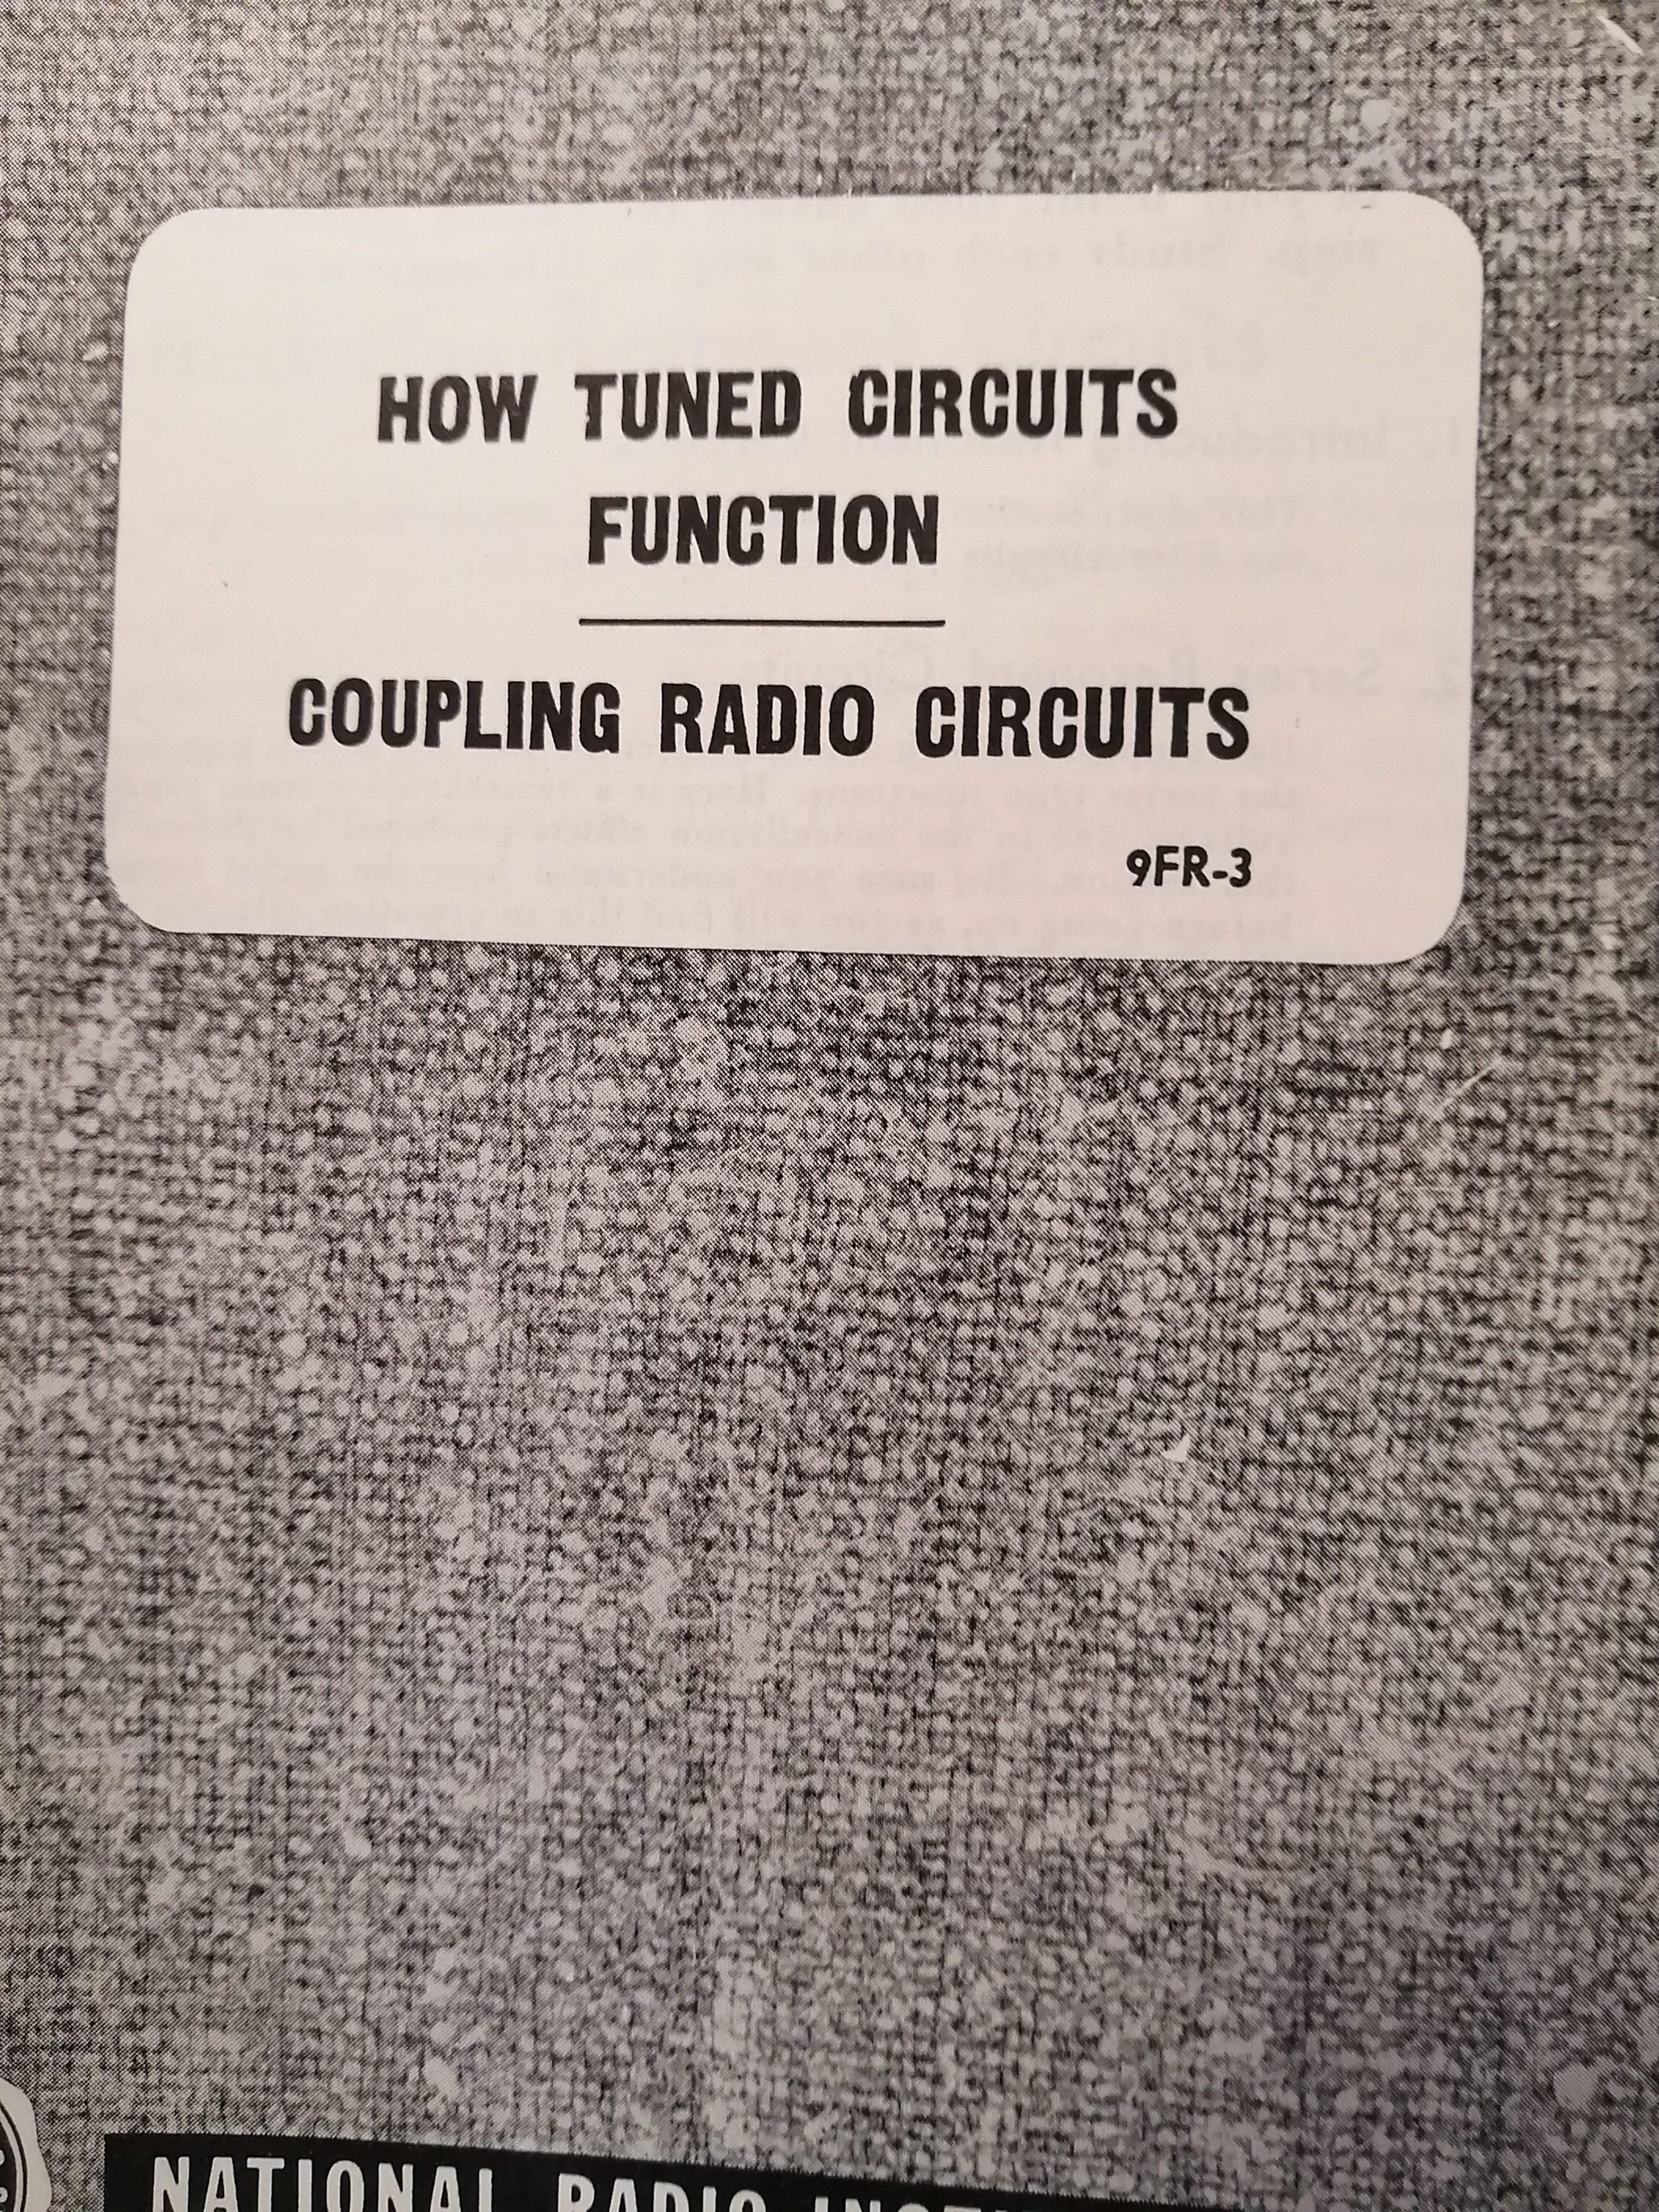 HOW TUNED CIRCUITS
FUNCTION
COUPLING RADIO CIRCUITS
9FR-3
NATIONAL RADIO